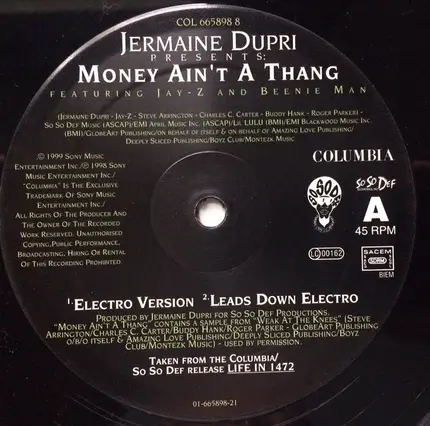 COL 665898 8
JERMAINE DUPRI
PRESENTS:
MONEY AIN'T A THANG
FEATURING JAY-Z AND BEENIE MAN
(JERMAINE DUPRI - JAY-Z - STEVE ARRINGTON - CHARLES C. CARTER - BUDDY HANK - ROGER PARKER) -
SO SO DEF MUSIC (ASCAP)/EMI APRIL MUSIC INC. (ASCAP)/LIL LULU (BMI)/EMI BLACKWOOD MUSIC INC
(BMI)/GLOBEART PUBLISHING/ON BEHALF OF ITSELF & ON BEHALF OF AMAZING LOVE PUBLISHING/
DEEPLY SLICED PUBLISHING/BOYZ CLUB/MONTEZK MUSIC)
℗ 1999 SONY MUSIC
ENTERTAINMENT INC./© 1998 SONY
MUSIC ENTERTAINMENT INC./
"COLUMBIA" IS THE EXCLUSIVE
TRADEMARK OF SONY MUSIC
ENTERTAINMENT INC./
ALL RIGHTS OF THE PRODUCER AND
THE OWNER OF THE RECORDED
WORK RESERVED. UNAUTHORISED
COPYING,PUBLIC PERFORMANCE,
BROADCASTING, HIRING OR RENTAL
OF THIS RECORDING PROHIBITED.
COLUMBIA
SO SO DEF
SO SO DEF
A
45 RPM
LC 00162
SACEM
SDRM
BIEM
1. ELECTRO VERSION 2. LEADS DOWN ELECTRO
PRODUCED BY JERMAINE DUPRI FOR SO SO DEF PRODUCTIONS.
"MONEY AIN'T A THANG" CONTAINS A SAMPLE FROM "WEAK AT THE KNEES" (STEVE
ARRINGTON/CHARLES C. CARTER/BUDDY HANK/ROGER PARKER - GLOBEART PUBLISHING
O/B/O ITSELF & AMAZING LOVE PUBLISHING/DEEPLY SLICED PUBLISHING/BOYZ
CLUB/MONTEZK MUSIC) - USED BY PERMISSION.
TAKEN FROM THE COLUMBIA/
SO SO DEF RELEASE LIFE IN 1472
01-665898-21